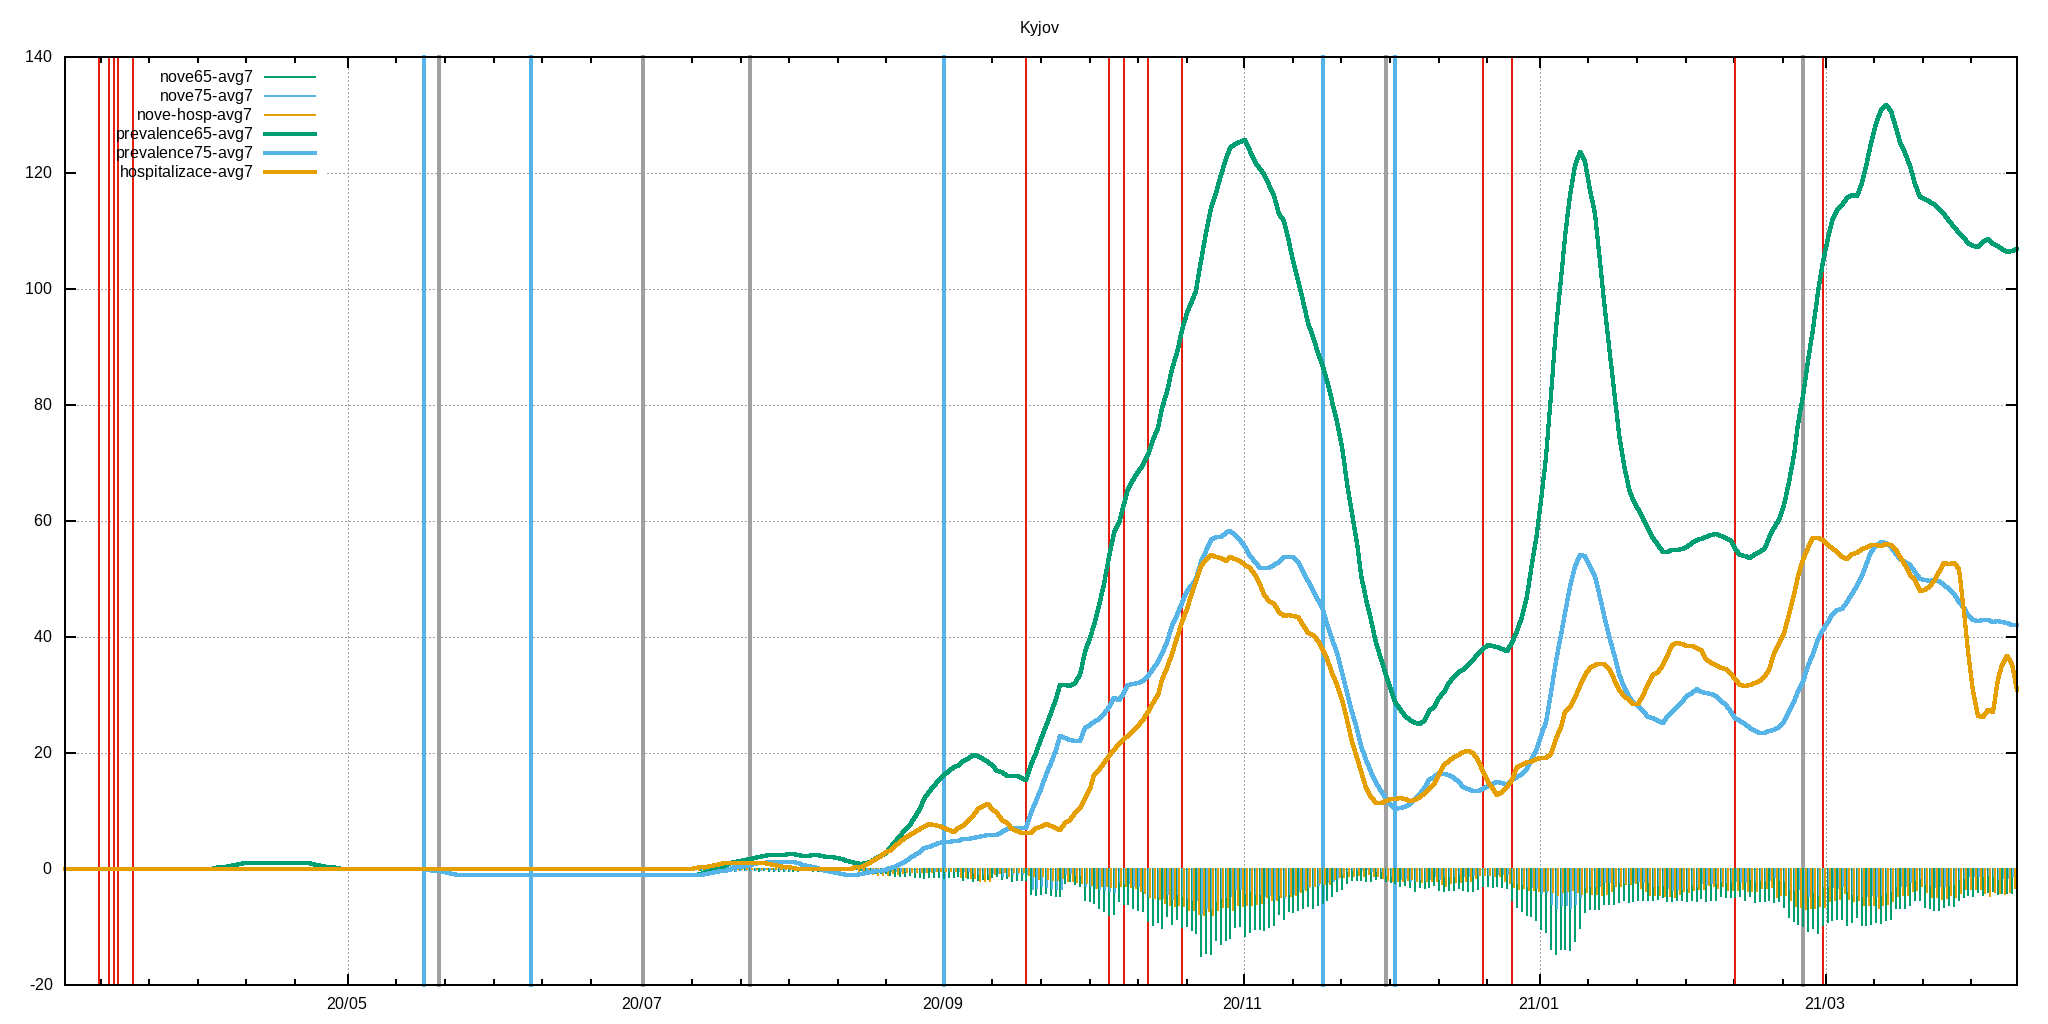 Kyjov
140
120
100
80
60
40
20
0
-20
nove65-avg7
nove75-avg7
nove-hosp-avg7
prevalence65-avg7
prevalence75-avg7
hospitalizace-avg7
20/05
20/07
20/09
20/11
21/01
21/03